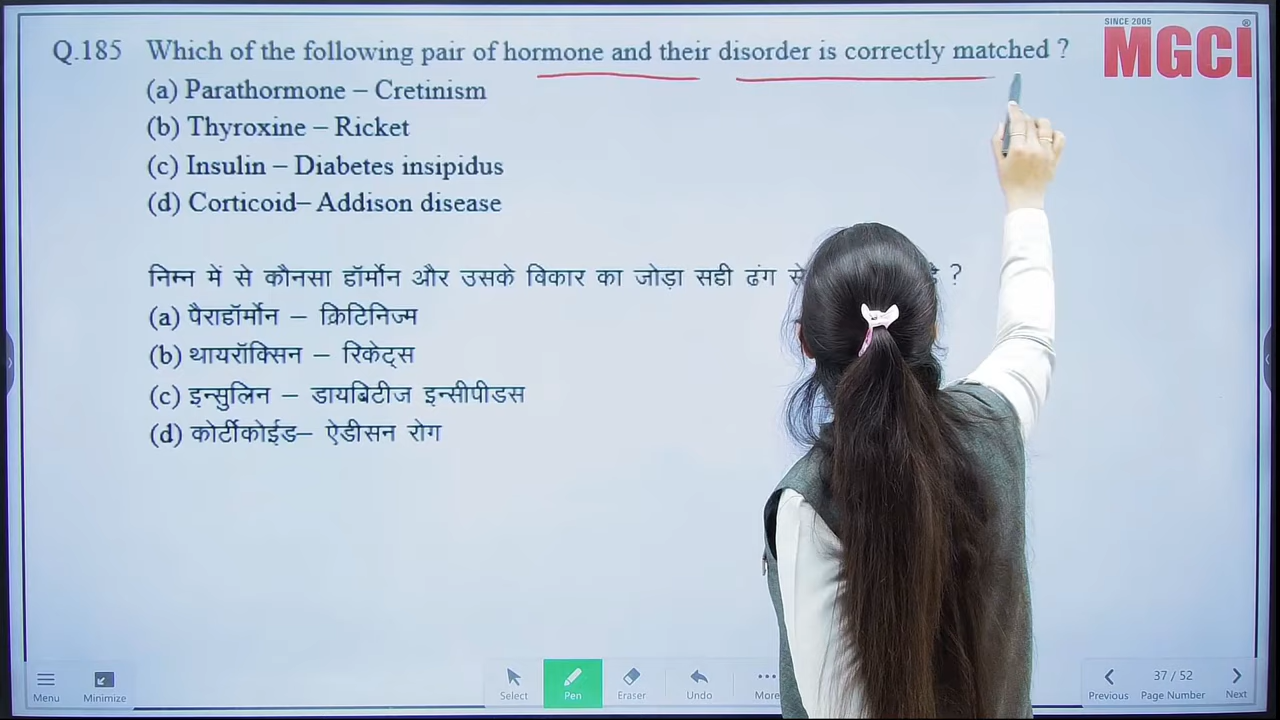 SINCE 2005
MGCI
Q.185 Which of the following pair of hormone and their disorder is correctly matched ?
(a) Parathormone – Cretinism
(b) Thyroxine – Ricket
(c) Insulin – Diabetes insipidus
(d) Corticoid– Addison disease
निम्न में से कौनसा हॉर्मोन और उसके विकार का जोड़ा सही ढंग से ?
(a) पैराहॉर्मोन – क्रिटिनिज्म
(b) थायरॉक्सिन – रिकेट्स
(c) इन्सुलिन – डायबिटीज इन्सीपीडस
(d) कोर्टीकोईड– ऐडीसन रोग
Menu Minimize Select Pen Eraser Undo More Previous 37 / 52 Page Number Next